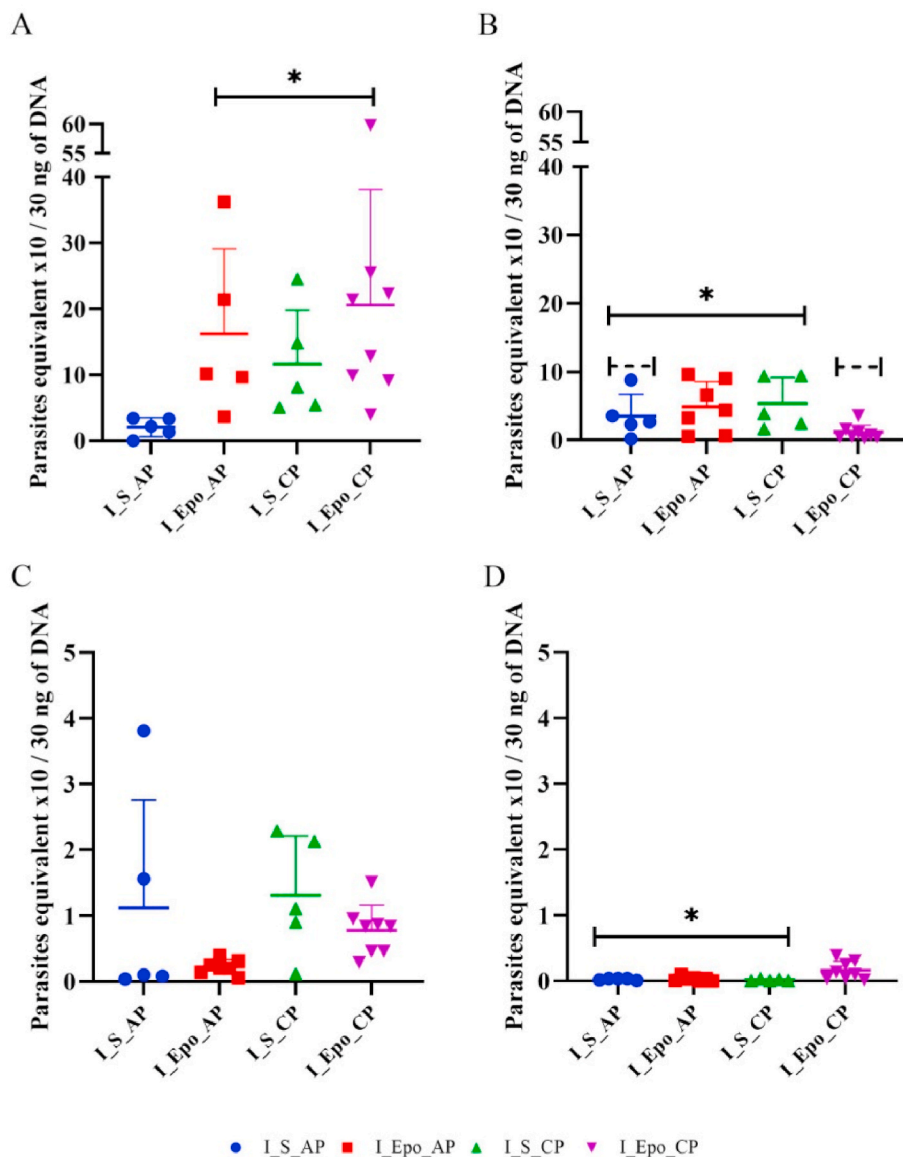 A
Parasites equivalent x10 / 30 ng of DNA
60
55
40
30
20
10
0
*
I_S_AP
I_Epo_AP
I_S_CP
I_Epo_CP
B
Parasites equivalent x10 / 30 ng of DNA
60
55
40
30
20
10
0
*
I_S_AP
I_Epo_AP
I_S_CP
I_Epo_CP
C
Parasites equivalent x10 / 30 ng of DNA
5
4
3
2
1
0
I_S_AP
I_Epo_AP
I_S_CP
I_Epo_CP
D
Parasites equivalent x10 / 30 ng of DNA
5
4
3
2
1
0
*
I_S_AP
I_Epo_AP
I_S_CP
I_Epo_CP
I_S_AP I_Epo_AP I_S_CP I_Epo_CP